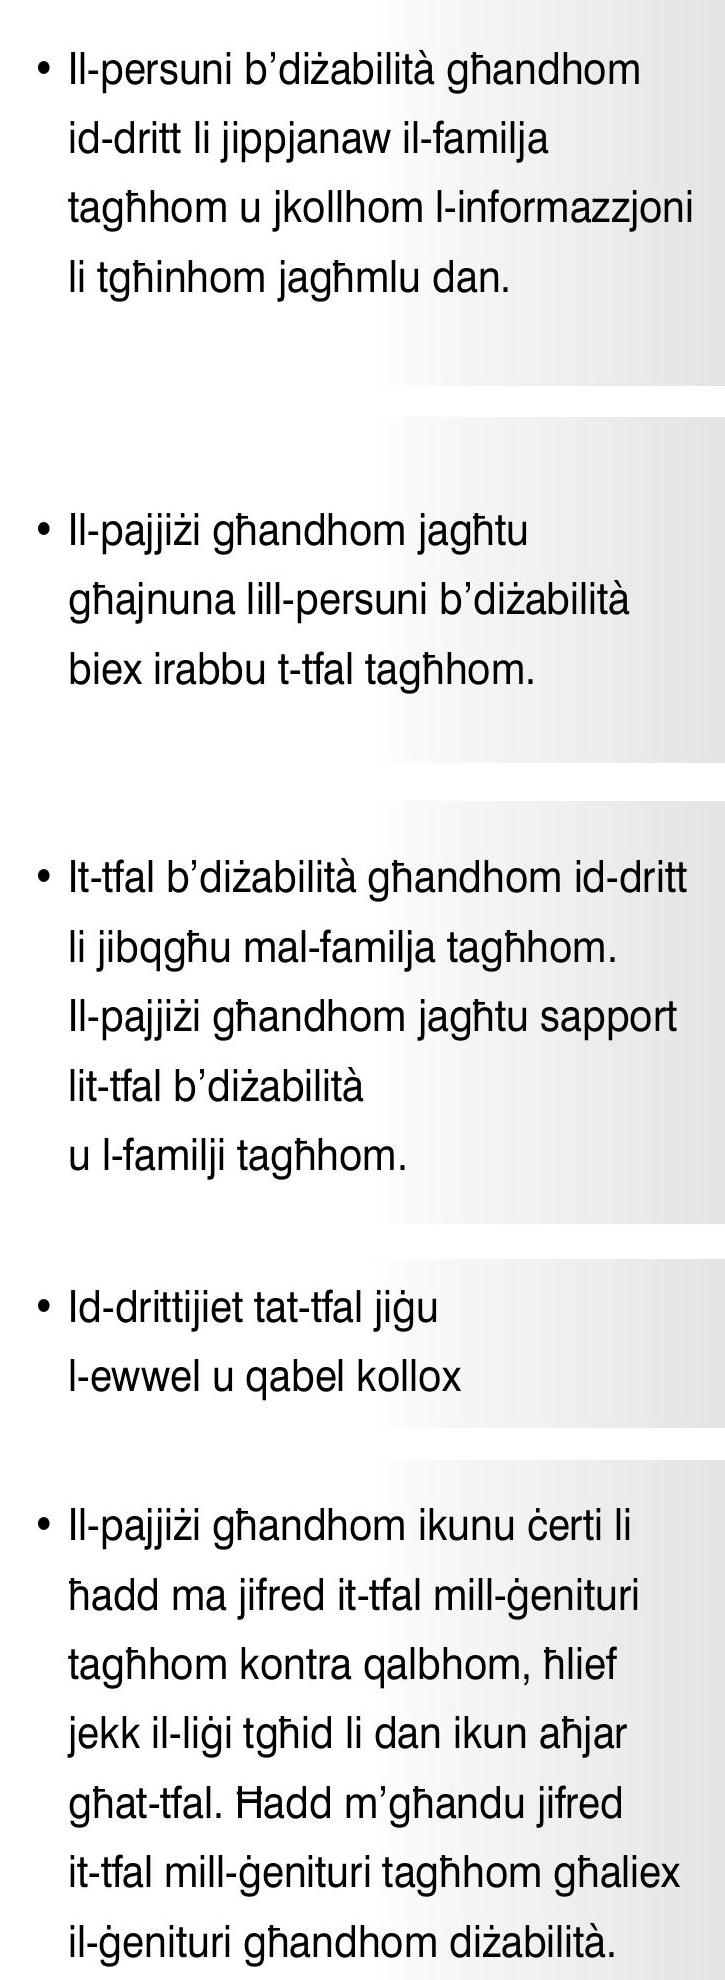 • Il-persuni b’diżabilità għandhom
id-dritt li jippjanaw il-familja
tagħhom u jkollhom l-informazzjoni
li tgħinhom jagħmlu dan.
• Il-pajjiżi għandhom jagħtu
għajnuna lill-persuni b’diżabilità
biex irabbu t-tfal tagħhom.
• It-tfal b’diżabilità għandhom id-dritt
li jibqgħu mal-familja tagħhom.
Il-pajjiżi għandhom jagħtu sapport
lit-tfal b’diżabilità
u l-familji tagħhom.
• Id-drittijiet tat-tfal jiġu
l-ewwel u qabel kollox
• Il-pajjiżi għandhom ikunu ċerti li
ħadd ma jifred it-tfal mill-ġenituri
tagħhom kontra qalbhom, ħlief
jekk il-liġi tgħid li dan ikun aħjar
għat-tfal. Ħadd m’għandu jifred
it-tfal mill-ġenituri tagħhom għaliex
il-ġenituri għandhom diżabilità.